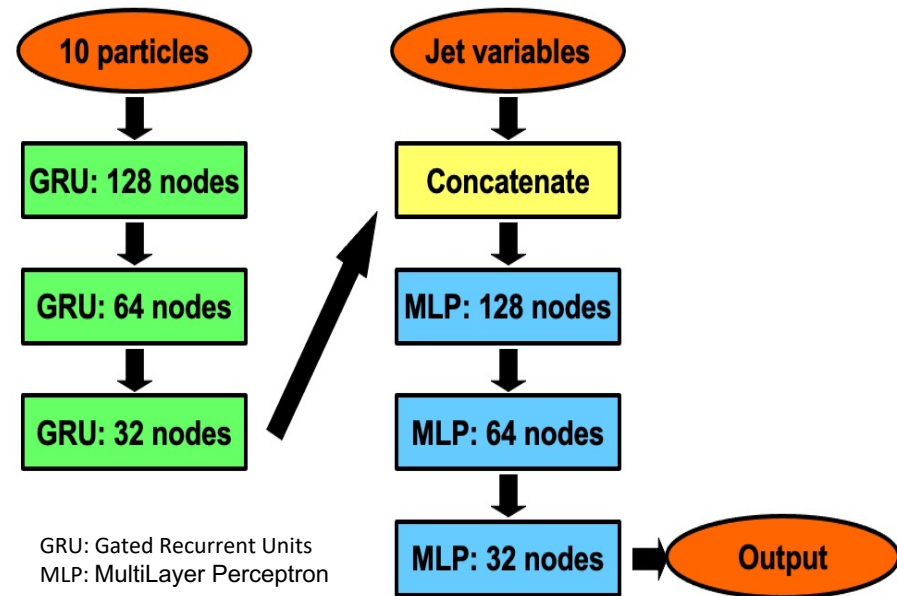 10 particles
GRU: 128 nodes
GRU: 64 nodes
GRU: 32 nodes
Jet variables
Concatenate
MLP: 128 nodes
MLP: 64 nodes
MLP: 32 nodes
Output
GRU: Gated Recurrent Units
MLP: MultiLayer Perceptron